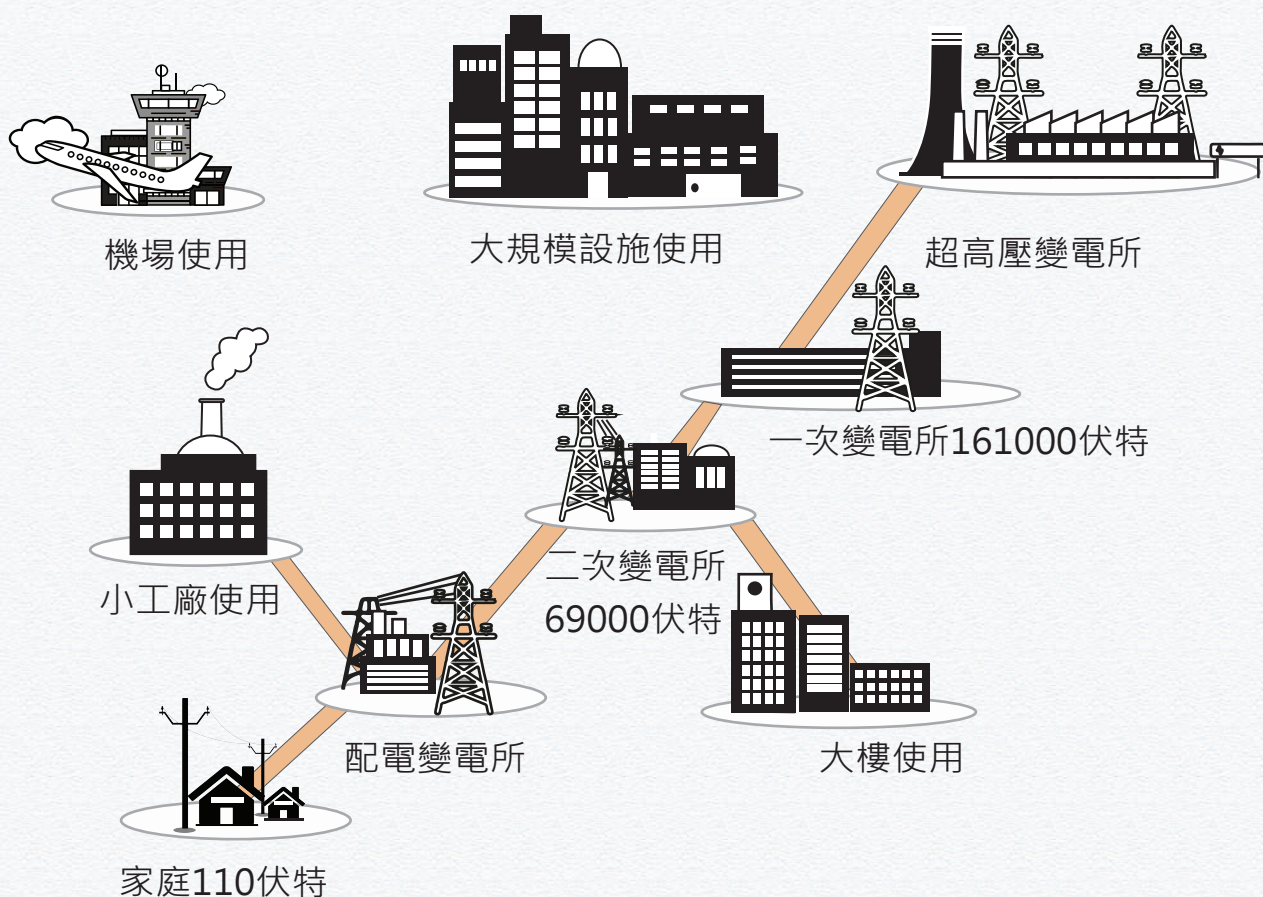 機場使用
大規模設施使用
超高壓變電所
一次變電所161000伏特
二次變電所
69000伏特
小工廠使用
配電變電所
大樓使用
家庭110伏特